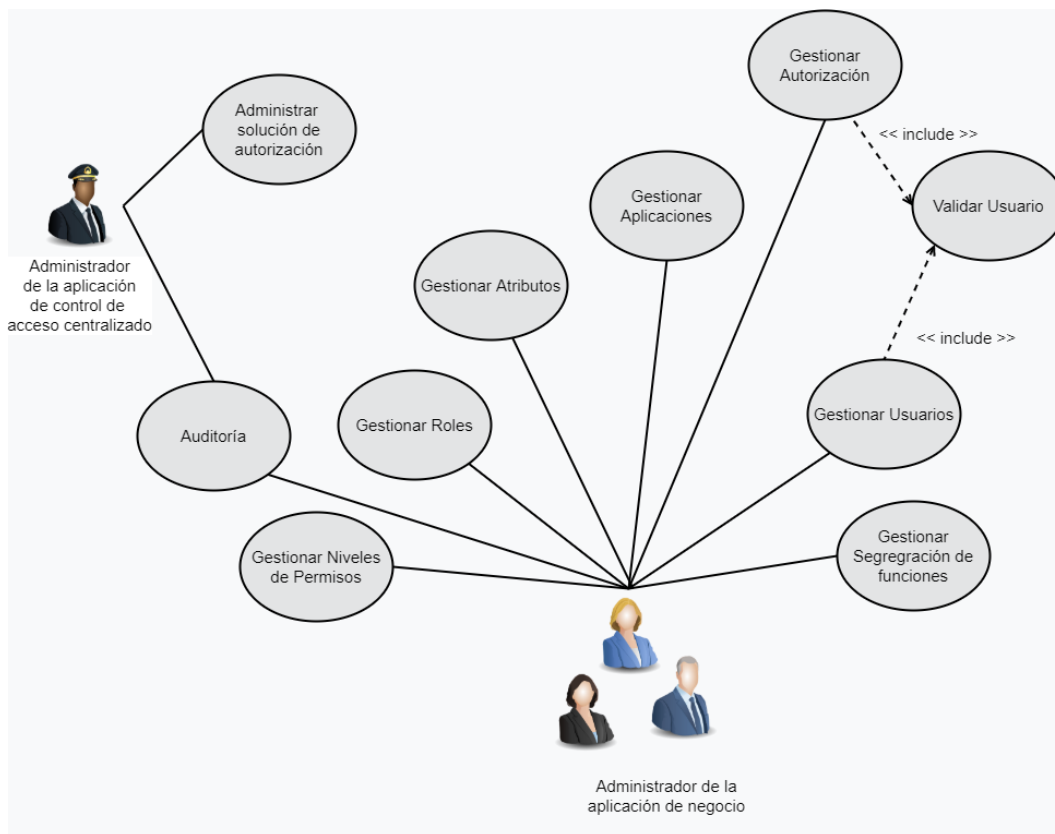 Gestionar
Autorización
Administrar
solución de
autorización
<< include >>
Gestionar
Aplicaciones
Validar Usuario
Administrador
de la aplicación
de control de
acceso centralizado
Gestionar Atributos
<< include >>
Gestionar Roles
Gestionar Usuarios
Auditoría
Gestionar Niveles
de Permisos
Gestionar
Segregración de
funciones
Administrador de la
aplicación de negocio